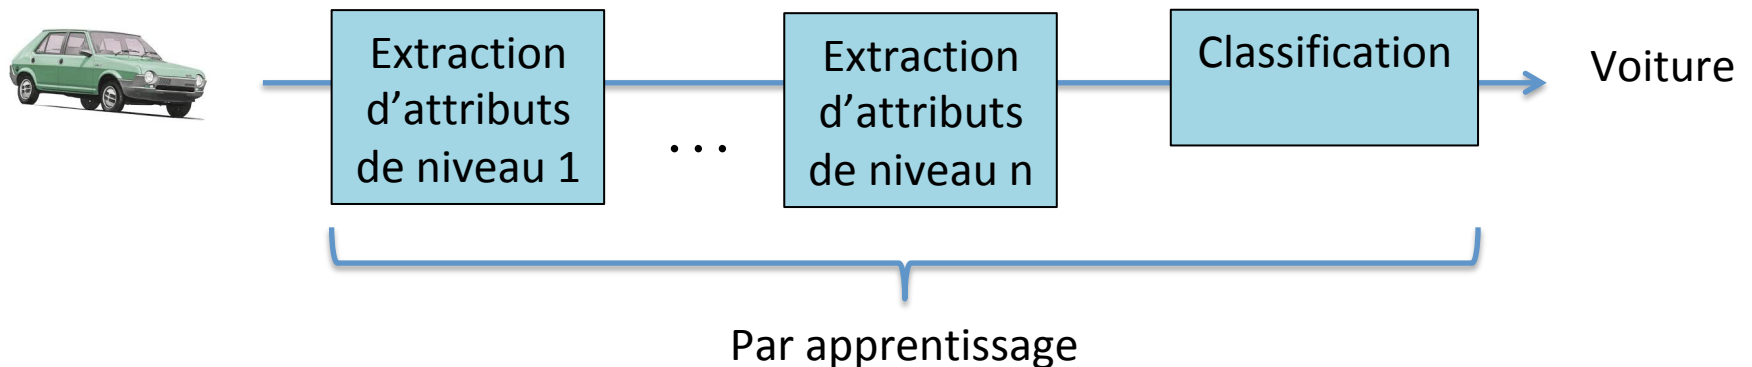 Extraction
d’attributs
de niveau 1
...
Extraction
d’attributs
de niveau n
Classification
Voiture
Par apprentissage